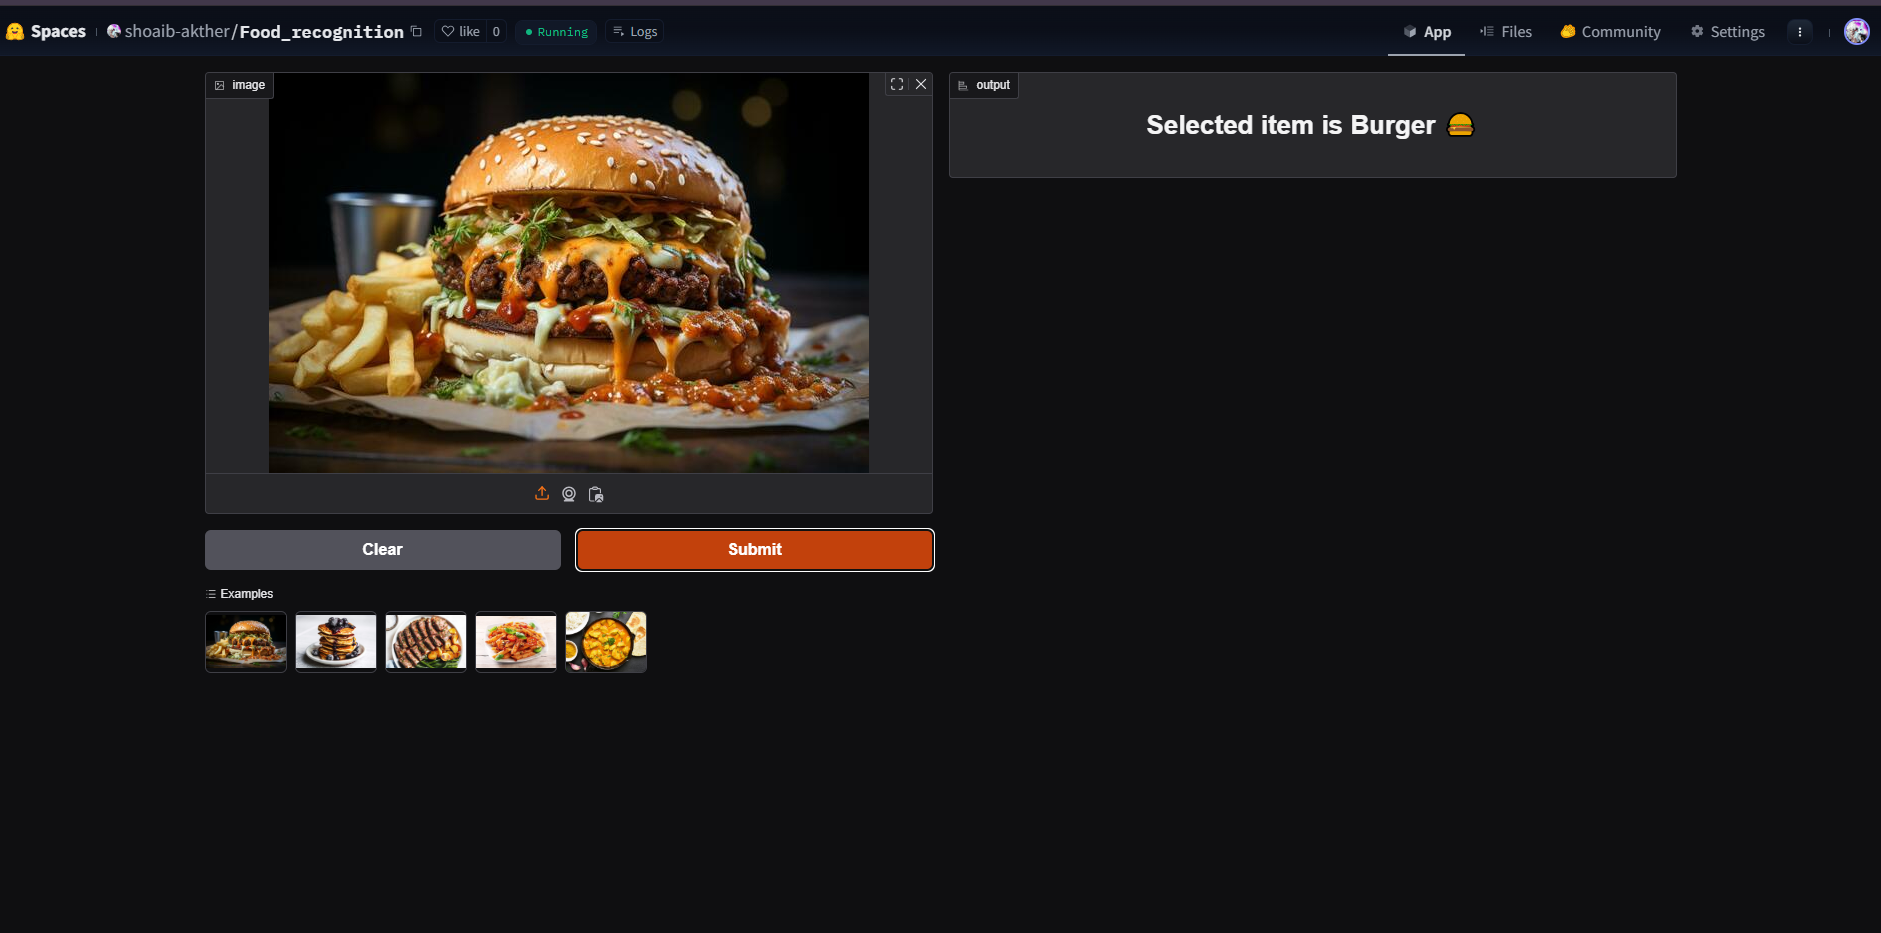 Spaces
shoaib-akther/Food_recognition
like 0
Running
Logs
App
Files
Community
Settings
image
output
Selected item is Burger 🍔
Clear
Submit
Examples